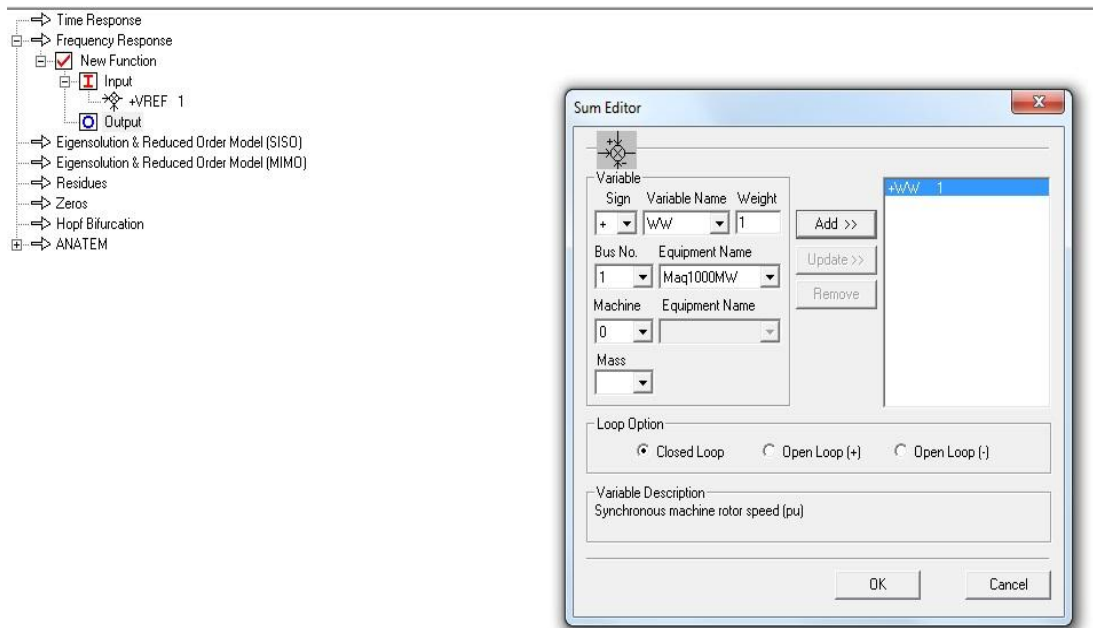 Time Response
Frequency Response
New Function
I Input
+VREF 1
O Output
Eigensolution & Reduced Order Model (SISO)
Eigensolution & Reduced Order Model (MIMO)
Residues
Zeros
Hopf Bifurcation
ANATEM
Sum Editor
Variable
Sign Variable Name Weight
+ WW 1
Bus No. Equipment Name
1 Maq1000MW
Machine Equipment Name
0
Mass
Add >>
Update >>
Remove
+WW 1
Loop Option
Closed Loop Open Loop (+) Open Loop (-)
Variable Description
Synchronous machine rotor speed (pu)
OK Cancel